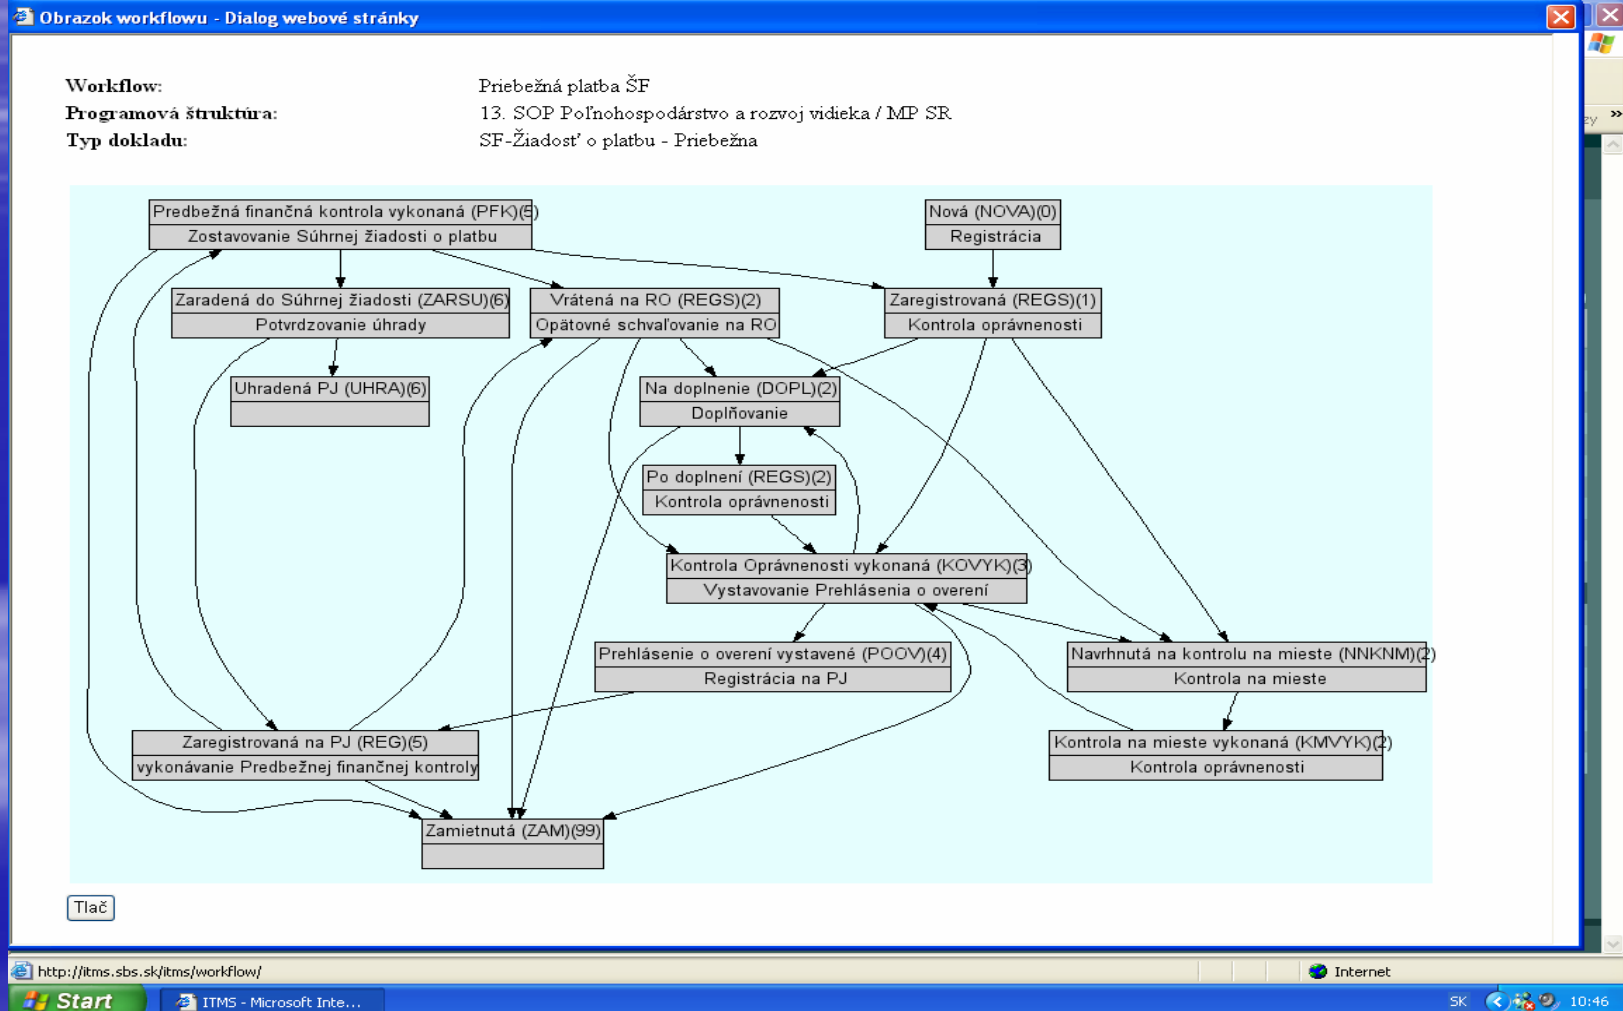 Obrazok workflowu - Dialog webové stránky
Workflow: Priebežná platba ŠF
Programová štruktúra: 13. SOP Poľnohospodárstvo a rozvoj vidieka / MP SR
Typ dokladu: SF-Žiadosť o platbu - Priebežna
Predbežná finančná kontrola vykonaná (PFK)(5)
Zostavovanie Súhrnej žiadosti o platbu
Nová (NOVA)(0)
Registrácia
Zaradená do Súhrnej žiadosti (ZARSU)(6)
Potvrdzovanie úhrady
Vrátená na RO (REGS)(2)
Opätovné schvaľovanie na RO
Zaregistrovaná (REGS)(1)
Kontrola oprávnenosti
Uhradená PJ (UHRA)(6)
Na doplnenie (DOPL)(2)
Doplňovanie
Po doplnení (REGS)(2)
Kontrola oprávnenosti
Kontrola Oprávnenosti vykonaná (KOVYK)(3)
Vystavovanie Prehlásenia o overení
Prehlásenie o overení vystavené (POOV)(4)
Registrácia na PJ
Navrhnutá na kontrolu na mieste (NNKNM)(2)
Kontrola na mieste
Zaregistrovaná na PJ (REG)(5)
vykonávanie Predbežnej finančnej kontroly
Kontrola na mieste vykonaná (KMVYK)(2)
Kontrola oprávnenosti
Zamietnutá (ZAM)(99)
Tlač
http://itms.sbs.sk/itms/workflow/
Internet
Start
ITMS - Microsoft Inte...
SK
10:46